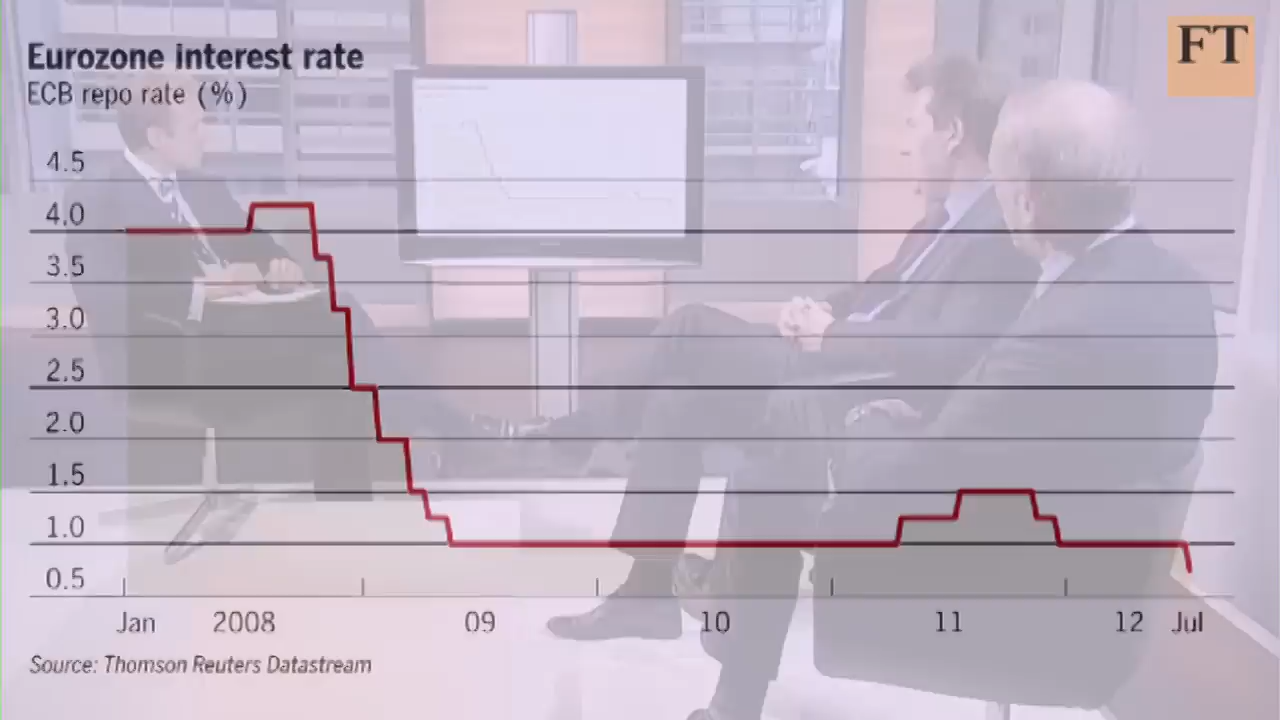 Eurozone interest rate
FT
ECB repo rate (%)
4.5
4.0
3.5
3.0
2.5
2.0
1.5
1.0
0.5
Jan 2008 09 10 11 12 Jul
Source: Thomson Reuters Datastream